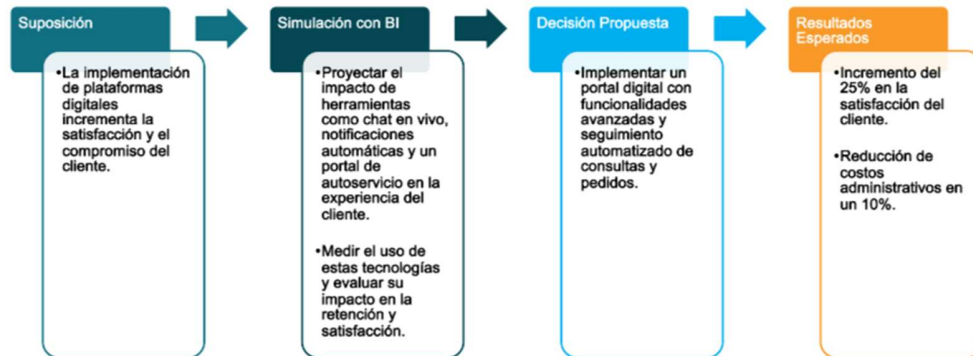 Suposición
•La implementación
de plataformas
digitales
incrementa la
satisfacción y el
compromiso del
cliente.
Simulación con BI
•Proyectar el
impacto de
herramientas
como chat en vivo,
notificaciones
automáticas y un
portal de
autoservicio en la
experiencia del
cliente.
•Medir el uso de
estas tecnologías
y evaluar su
impacto en la
retención y
satisfacción.
Decisión Propuesta
•Implementar un
portal digital con
funcionalidades
avanzadas y
seguimiento
automatizado de
consultas y
pedidos.
Resultados
Esperados
•Incremento del
25% en la
satisfacción del
cliente.
•Reducción de
costos
administrativos en
un 10%.